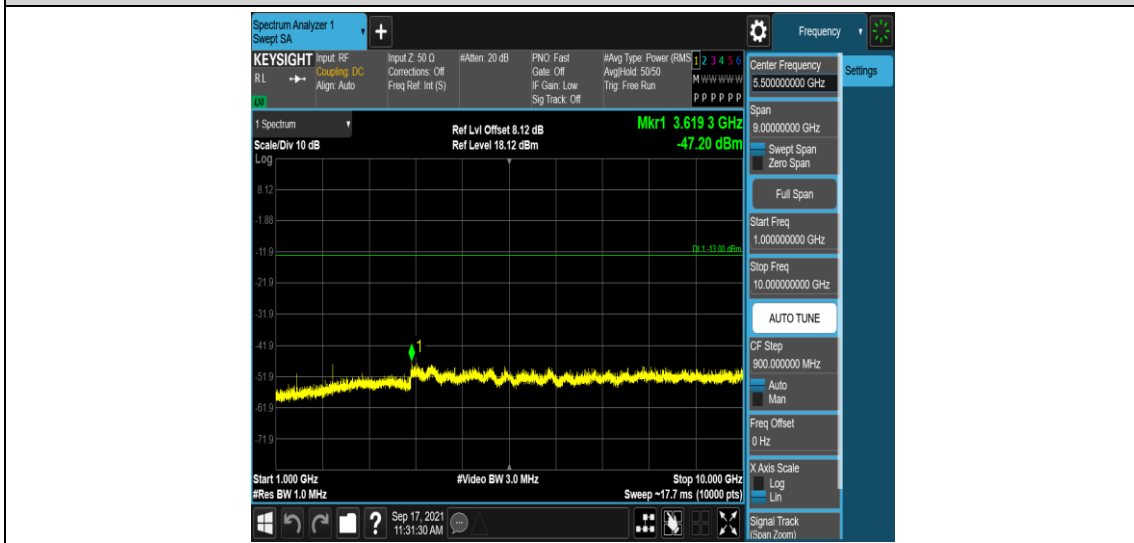 Spectrum Analyzer 1
Swept SA
+
Frequency
KEYSIGHT
RL
LXI
Input: RF
Coupling: DC
Align: Auto
Input Z: 50 Ω
Corrections: Off
Freq Ref: Int (S)
#Atten: 20 dB
PNO: Fast
Gate: Off
IF Gain: Low
Sig Track: Off
#Avg Type: Power (RMS
Avg|Hold: 50/50
Trig: Free Run
1 2 3 4 5 6
M W W W W W
P P P P P P
1 Spectrum
Scale/Div 10 dB
Ref Lvl Offset 8.12 dB
Ref Level 18.12 dBm
Mkr1 3.619 3 GHz
-47.20 dBm
Log
8.12
-1.88
-11.9
-21.9
-31.9
-41.9
-51.9
-61.9
-71.9
DL1 -13.00 dBm
1
Start 1.000 GHz
#Res BW 1.0 MHz
#Video BW 3.0 MHz
Stop 10.000 GHz
Sweep ~17.7 ms (10000 pts)
Center Frequency
5.500000000 GHz
Settings
Span
9.00000000 GHz
Swept Span
Zero Span
Full Span
Start Freq
1.000000000 GHz
Stop Freq
10.000000000 GHz
AUTO TUNE
CF Step
900.000000 MHz
Auto
Man
Freq Offset
0 Hz
X Axis Scale
Log
Lin
Signal Track
(Span Zoom)
?
Sep 17, 2021
11:31:30 AM